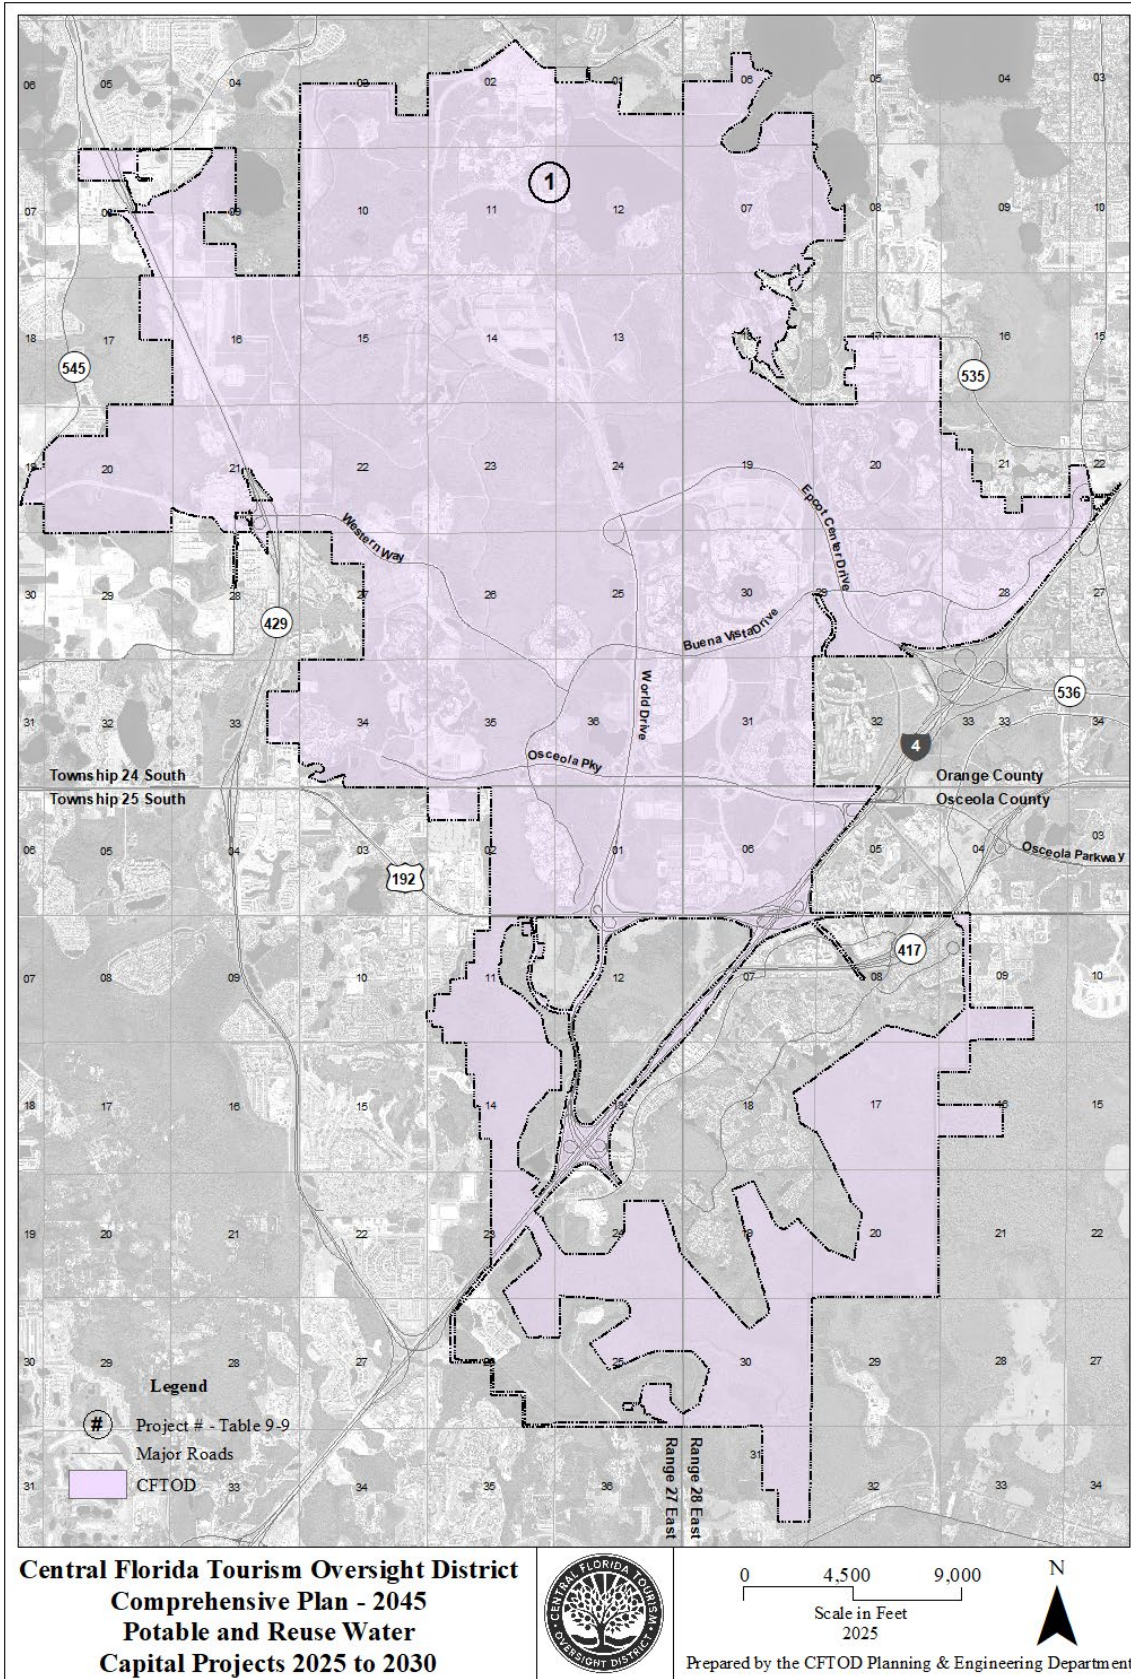 06 05 04 03 02 01 06 05 04 03
1
07 08 09 10 11 12 07 08 09 10
18 17 16 15 14 13 18 17 16 15
545
535
19 20 21 22 23 24 19 20 21 22
Western Way
Epcot Center Drive
30 29 28 27 26 25 30 29 28 27
429
Buena Vista Drive
World Drive
536
31 32 33 34 35 36 31 32 33 33 34
4
Osceola Pky
Township 24 South
Orange County
Township 25 South
Osceola County
06 05 04 02 01 06 05 04 03
Osceola Parkway
192
417
07 08 09 10 11 12 07 08 09 10
18 17 16 15 14 13 18 17 16 15
19 20 21 22 23 24 19 20 21 22
30 29 28 27 26 25 30 29 28 27
Legend
# Project # - Table 9-9
Major Roads
CFTOD
31 34 35 36 31 32 33 34
Range 27 East
Range 28 East
Central Florida Tourism Oversight District
Comprehensive Plan - 2045
Potable and Reuse Water
Capital Projects 2025 to 2030
CENTRAL FLORIDA TOURISM
OVERSIGHT DISTRICT
0 4,500 9,000
Scale in Feet
2025
N
Prepared by the CFTOD Planning & Engineering Department